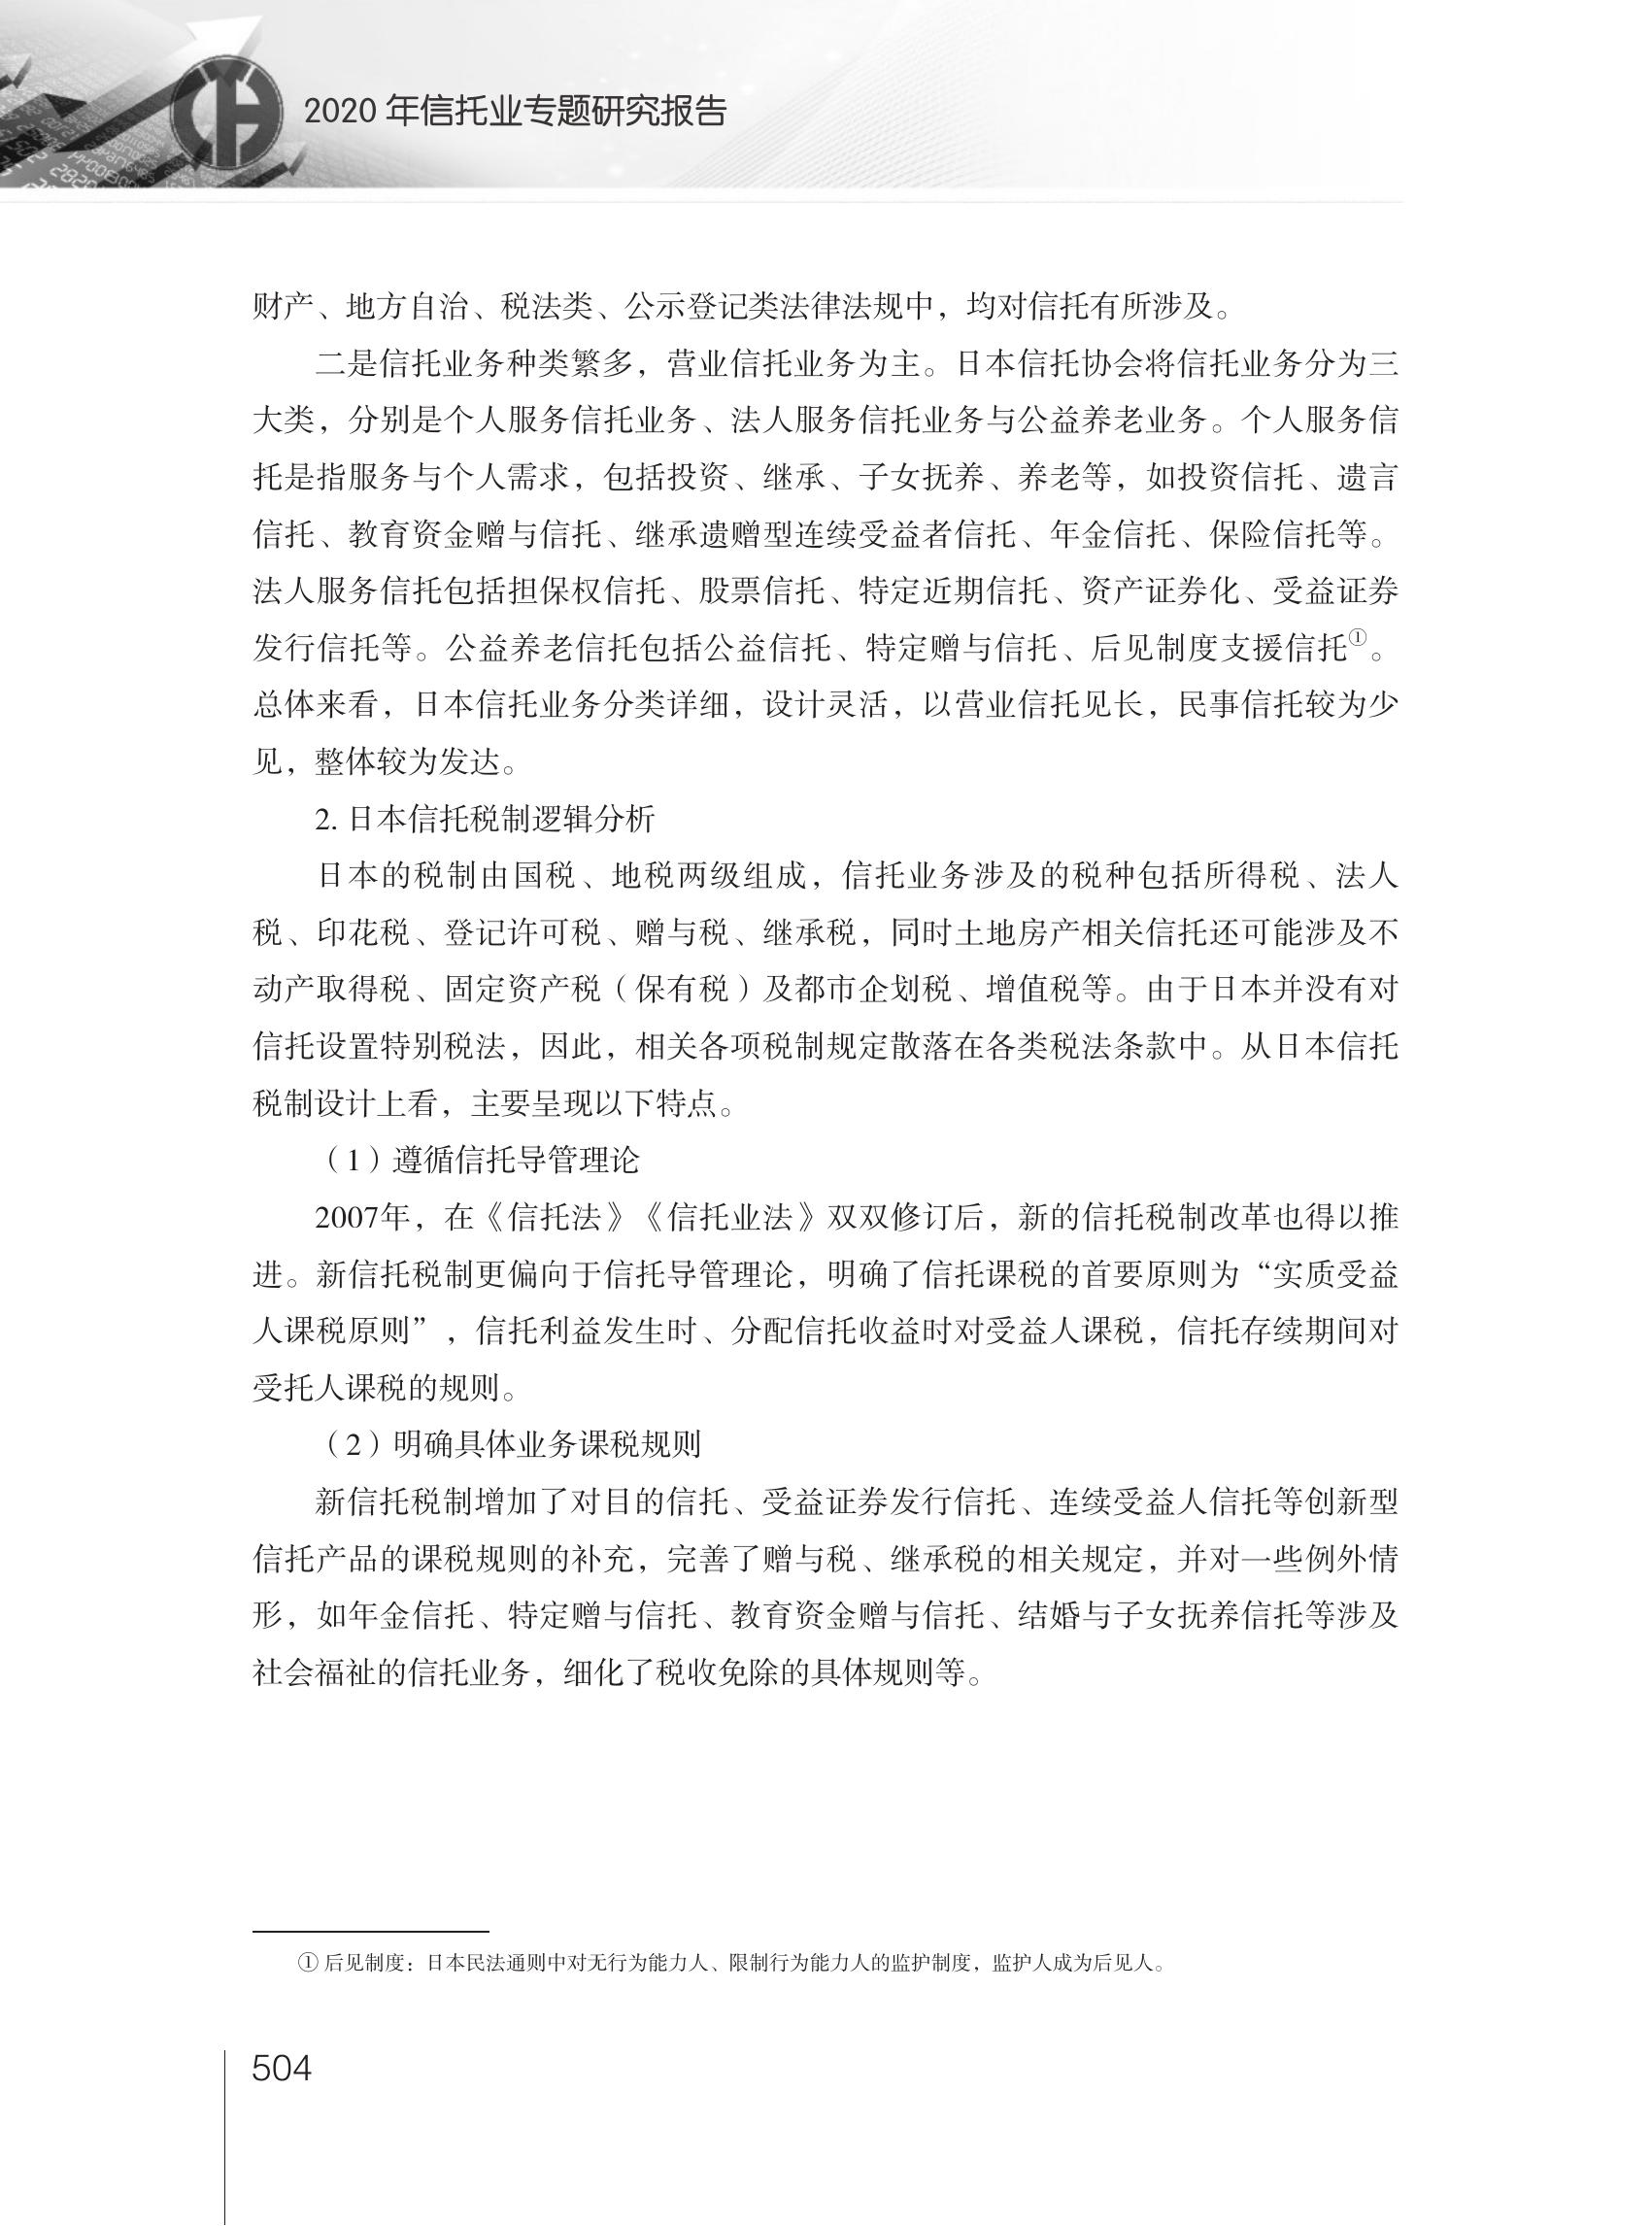 2020 年信托业专题研究报告
财产、地方自治、税法类、公示登记类法律法规中，均对信托有所涉及。
二是信托业务种类繁多，营业信托业务为主。日本信托协会将信托业务分为三
大类，分别是个人服务信托业务、法人服务信托业务与公益养老业务。个人服务信
托是指服务与个人需求，包括投资、继承、子女抚养、养老等，如投资信托、遗言
信托、教育资金赠与信托、继承遗赠型连续受益者信托、年金信托、保险信托等。
法人服务信托包括担保权信托、股票信托、特定近期信托、资产证券化、受益证券
发行信托等。公益养老信托包括公益信托、特定赠与信托、后见制度支援信托①。
总体来看，日本信托业务分类详细，设计灵活，以营业信托见长，民事信托较为少
见，整体较为发达。
2. 日本信托税制逻辑分析
日本的税制由国税、地税两级组成，信托业务涉及的税种包括所得税、法人
税、印花税、登记许可税、赠与税、继承税，同时土地房产相关信托还可能涉及不
动产取得税、固定资产税（保有税）及都市企划税、增值税等。由于日本并没有对
信托设置特别税法，因此，相关各项税制规定散落在各类税法条款中。从日本信托
税制设计上看，主要呈现以下特点。
（1）遵循信托导管理论
2007年，在《信托法》《信托业法》双双修订后，新的信托税制改革也得以推
进。新信托税制更偏向于信托导管理论，明确了信托课税的首要原则为“实质受益
人课税原则”，信托利益发生时、分配信托收益时对受益人课税，信托存续期间对
受托人课税的规则。
（2）明确具体业务课税规则
新信托税制增加了对目的信托、受益证券发行信托、连续受益人信托等创新型
信托产品的课税规则的补充，完善了赠与税、继承税的相关规定，并对一些例外情
形，如年金信托、特定赠与信托、教育资金赠与信托、结婚与子女抚养信托等涉及
社会福祉的信托业务，细化了税收免除的具体规则等。
① 后见制度：日本民法通则中对无行为能力人、限制行为能力人的监护制度，监护人成为后见人。
504